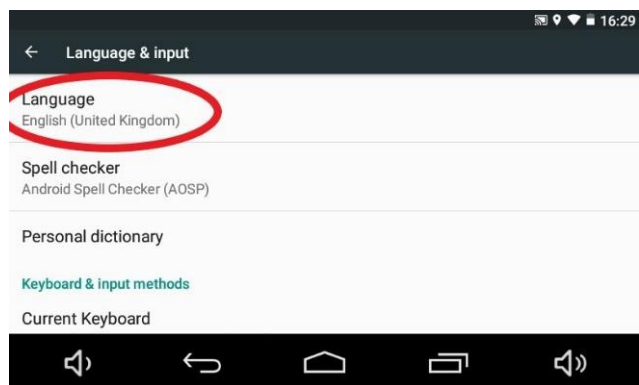 16:29
Language & input
Language
English (United Kingdom)
Spell checker
Android Spell Checker (AOSP)
Personal dictionary
Keyboard & input methods
Current Keyboard